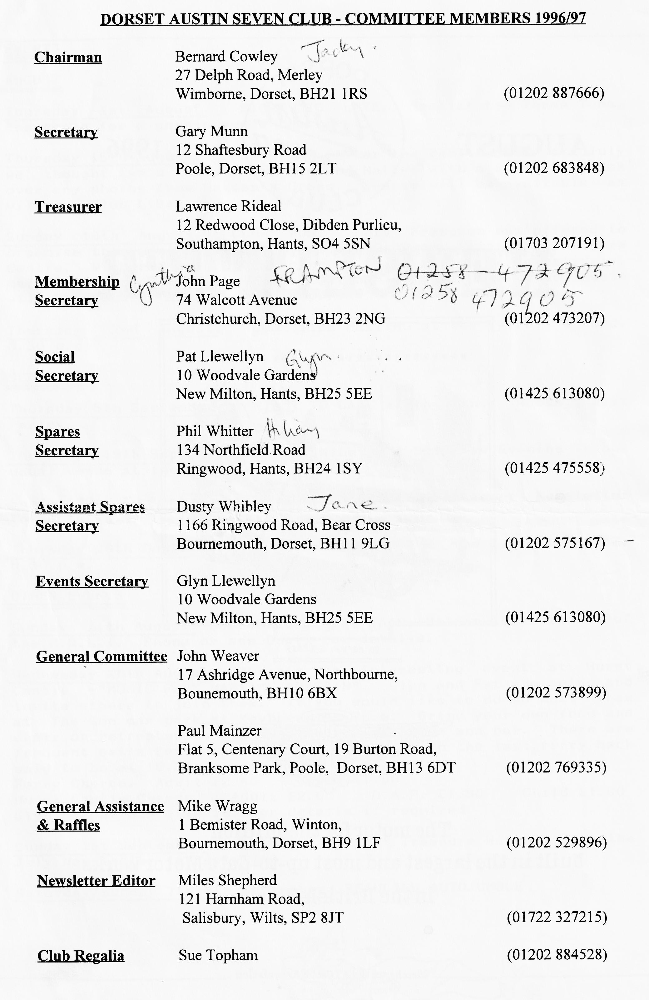 DORSET AUSTIN SEVEN CLUB - COMMITTEE MEMBERS 1996/97
Chairman Bernard Cowley Jacky.
27 Delph Road, Merley
Wimborne, Dorset, BH21 1RS (01202 887666)
Secretary Gary Munn
12 Shaftesbury Road
Poole, Dorset, BH15 2LT (01202 683848)
Treasurer Lawrence Rideal
12 Redwood Close, Dibden Purlieu,
Southampton, Hants, SO4 5SN (01703 207191)
FRAMPTON 01258 - 472905.
Membership Cynthia John Page
01258 472905
Secretary 74 Walcott Avenue
Christchurch, Dorset, BH23 2NG (01202 473207)
Social Pat Llewellyn Glyn.
Secretary 10 Woodvale Gardens
New Milton, Hants, BH25 5EE (01425 613080)
Spares Phil Whitter
Secretary 134 Northfield Road
Ringwood, Hants, BH24 1SY (01425 475558)
Assistant Spares Dusty Whibley Jane.
Secretary 1166 Ringwood Road, Bear Cross
Bournemouth, Dorset, BH11 9LG (01202 575167)
Events Secretary Glyn Llewellyn
10 Woodvale Gardens
New Milton, Hants, BH25 5EE (01425 613080)
General Committee John Weaver
17 Ashridge Avenue, Northbourne,
Bounemouth, BH10 6BX (01202 573899)
Paul Mainzer
Flat 5, Centenary Court, 19 Burton Road,
Branksome Park, Poole, Dorset, BH13 6DT (01202 769335)
General Assistance Mike Wragg
& Raffles 1 Bemister Road, Winton,
Bournemouth, Dorset, BH9 1LF (01202 529896)
Newsletter Editor Miles Shepherd
121 Harnham Road,
Salisbury, Wilts, SP2 8JT (01722 327215)
Club Regalia Sue Topham (01202 884528)